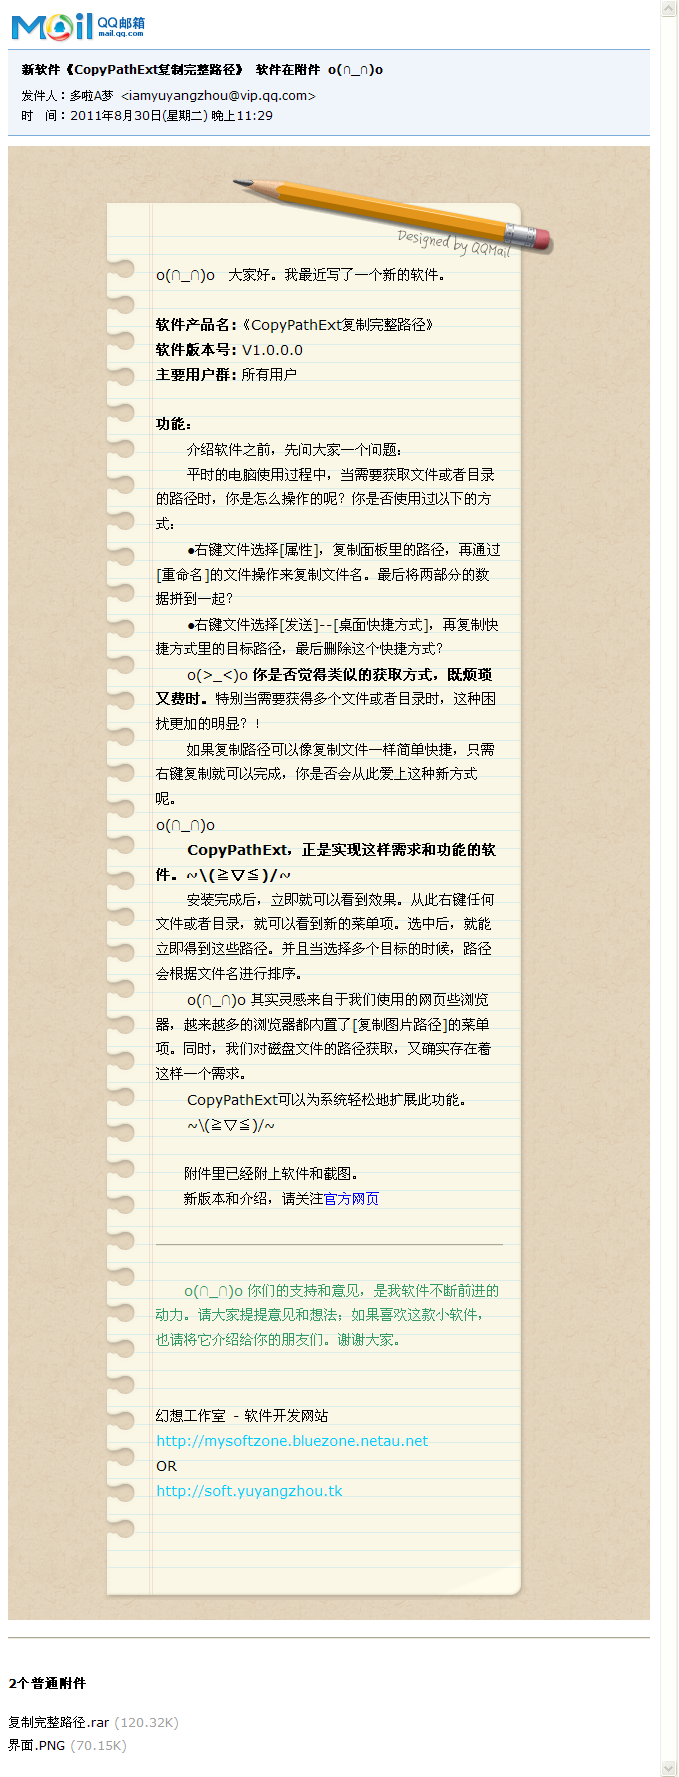 Mail QQ邮箱
mail.qq.com
新软件《CopyPathExt复制完整路径》 软件在附件 o(∩_∩)o
发件人：多啦A梦 <iamyuyangzhou@vip.qq.com>
时 间：2011年8月30日(星期二) 晚上11:29
Designed by QQMail
o(∩_∩)o 大家好。我最近写了一个新的软件。
软件产品名：《CopyPathExt复制完整路径》
软件版本号：V1.0.0.0
主要用户群：所有用户
功能：
介绍软件之前，先问大家一个问题：
平时的电脑使用过程中，当需要获取文件或者目录
的路径时，你是怎么操作的呢？你是否使用过以下的方
式：
●右键文件选择[属性]，复制面板里的路径，再通过
[重命名]的文件操作来复制文件名。最后将两部分的数
据拼到一起？
●右键文件选择[发送]--[桌面快捷方式]，再复制快
捷方式里的目标路径，最后删除这个快捷方式？
o(>_<)o 你是否觉得类似的获取方式，既烦琐
又费时。特别当需要获得多个文件或者目录时，这种困
扰更加的明显？！
如果复制路径可以像复制文件一样简单快捷，只需
右键复制就可以完成，你是否会从此爱上这种新方式
呢。
o(∩_∩)o
CopyPathExt，正是实现这样需求和功能的软
件。~\(≧▽≦)/~
安装完成后，立即就可以看到效果。从此右键任何
文件或者目录，就可以看到新的菜单项。选中后，就能
立即得到这些路径。并且当选择多个目标的时候，路径
会根据文件名进行排序。
o(∩_∩)o 其实灵感来自于我们使用的网页些浏览
器，越来越多的浏览器都内置了[复制图片路径]的菜单
项。同时，我们对磁盘文件的路径获取，又确实存在着
这样一个需求。
CopyPathExt可以为系统轻松地扩展此功能。
~\(≧▽≦)/~
附件里已经附上软件和截图。
新版本和介绍，请关注官方网页
o(∩_∩)o 你们的支持和意见，是我软件不断前进的
动力。请大家提提意见和想法；如果喜欢这款小软件，
也请将它介绍给你的朋友们。谢谢大家。
幻想工作室 - 软件开发网站
http://mysoftzone.bluezone.netau.net
OR
http://soft.yuyangzhou.tk
2个普通附件
复制完整路径.rar (120.32K)
界面.PNG (70.15K)